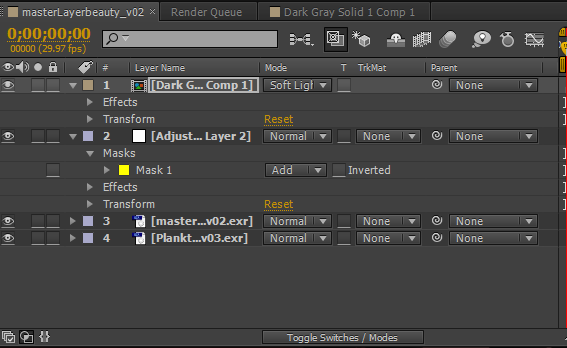 masterLayerbeauty_v02 × Render Queue Dark Gray Solid 1 Comp 1
0;00;00;00
00000 (29.97 fps)
# Layer Name Mode T TrkMat Parent
1 [Dark G... Comp 1] Soft Ligh None
Effects
Transform Reset
2 [Adjust... Layer 2] Normal None None
Masks
Mask 1 Add Inverted
Effects
Transform Reset
3 [master...v02.exr] Normal None None
4 [Plankt...v03.exr] Normal None None
Toggle Switches / Modes